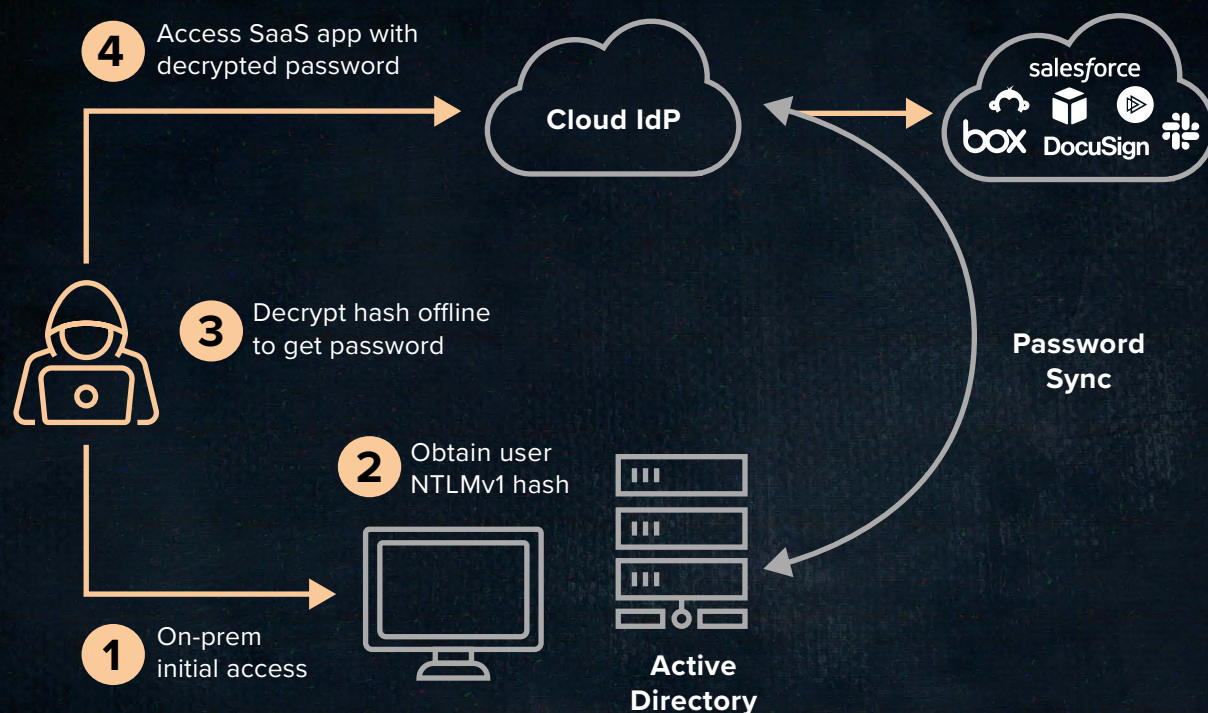 4
Access SaaS app with
decrypted password
Cloud IdP
salesforce
box
DocuSign
3
Decrypt hash offline
to get password
Password
Sync
2
Obtain user
NTLMv1 hash
1
On-prem
initial access
Active
Directory